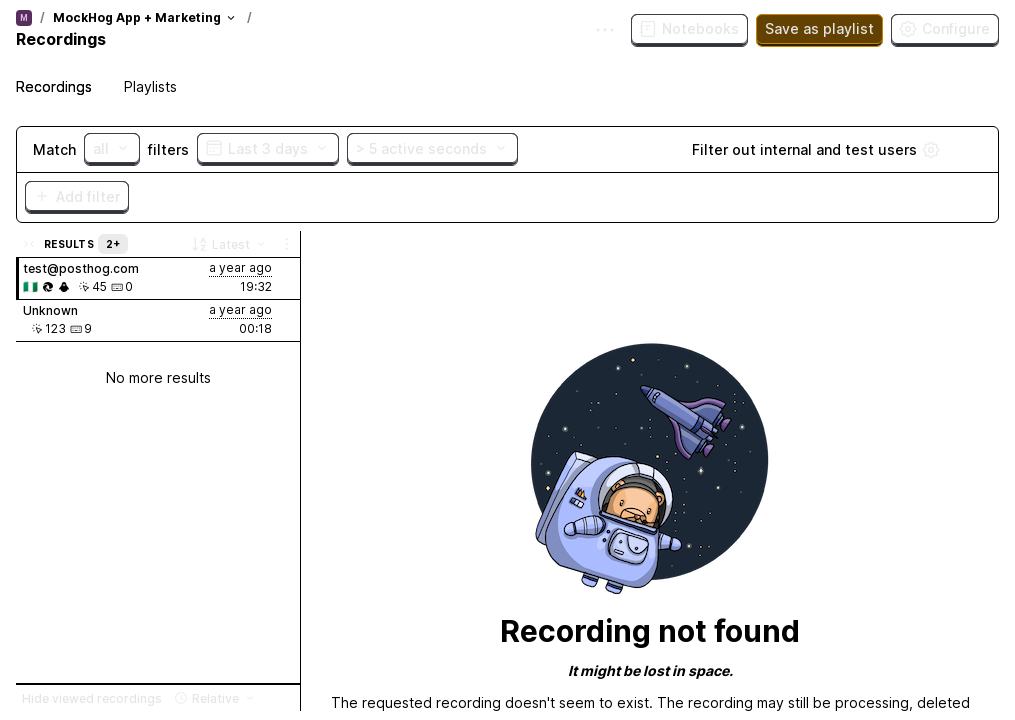 M / MockHog App + Marketing /
Recordings
Notebooks
Save as playlist
Configure
Recordings
Playlists
Match all filters
Last 3 days
> 5 active seconds
Filter out internal and test users
+ Add filter
RESULTS 2+
Latest
test@posthog.com a year ago
45 0 19:32
Unknown a year ago
123 9 00:18
No more results
Hide viewed recordings
Relative
Recording not found
It might be lost in space.
The requested recording doesn't seem to exist. The recording may still be processing, deleted